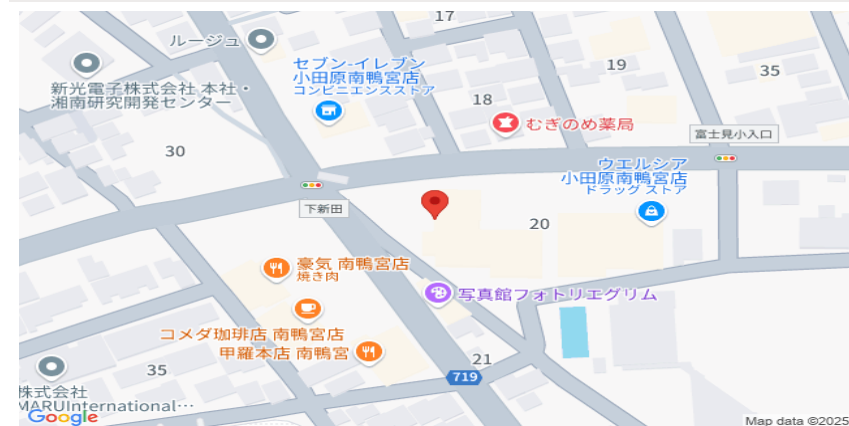 17
ルージュ
セブン-イレブン
小田原南鴨宮店
コンビニエンスストア
19
35
新光電子株式会社 本社・
湘南研究開発センター
18
むぎのめ薬局
富士見小入口
30
ウエルシア
小田原南鴨宮店
ドラッグ ストア
下新田
20
豪気 南鴨宮店
焼き肉
写真館フォトリエグリム
コメダ珈琲店 南鴨宮店
甲羅本店 南鴨宮
21
35
719
株式会社
MARUInternational…
Google
Map data ©2025